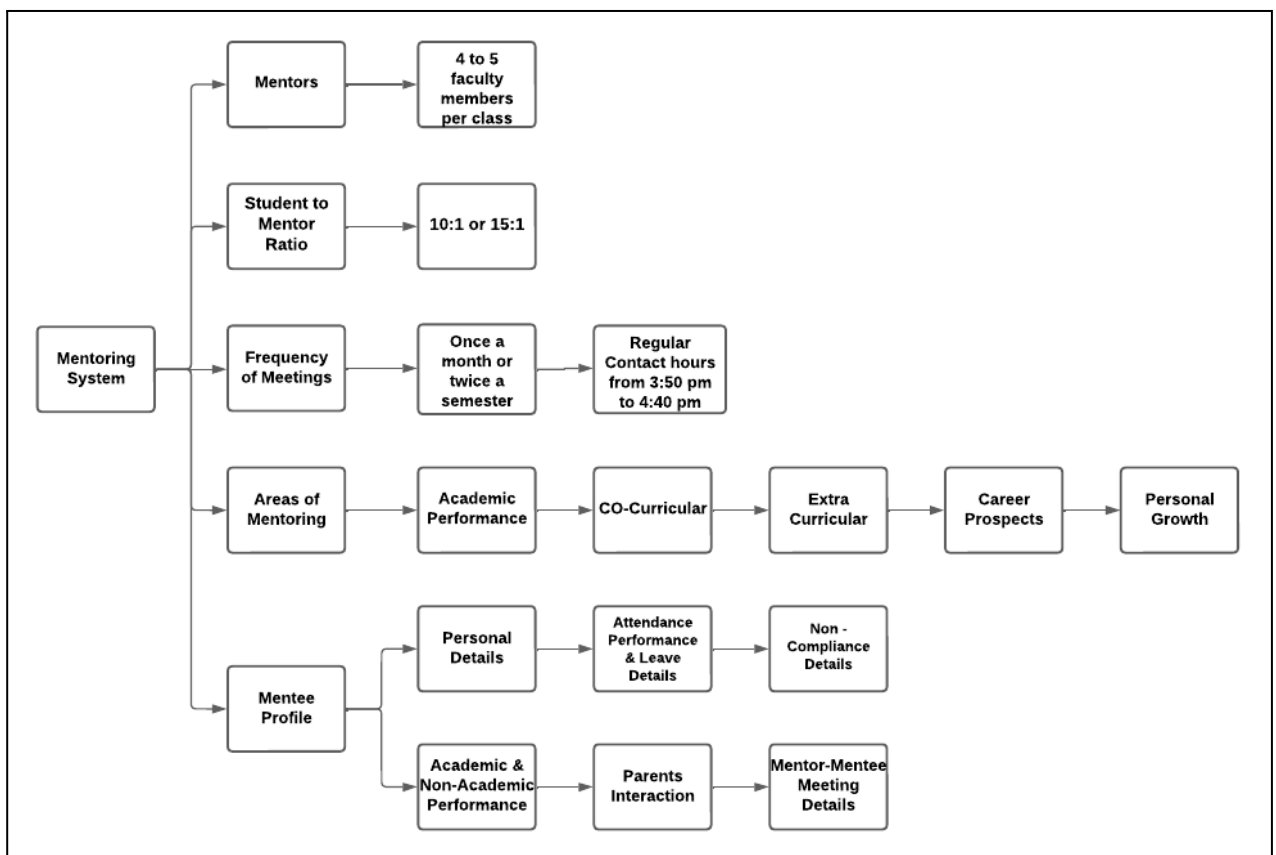 Mentors
4 to 5
faculty
members
per class
Student to
Mentor
Ratio
10:1 or 15:1
Mentoring
System
Frequency
of Meetings
Once a
month or
twice a
semester
Regular
Contact hours
from 3:50 pm
to 4:40 pm
Areas of
Mentoring
Academic
Performance
CO-Curricular
Extra
Curricular
Career
Prospects
Personal
Growth
Mentee
Profile
Personal
Details
Attendance
Performance
& Leave
Details
Non -
Compliance
Details
Academic &
Non-Academic
Performance
Parents
Interaction
Mentor-Mentee
Meeting
Details